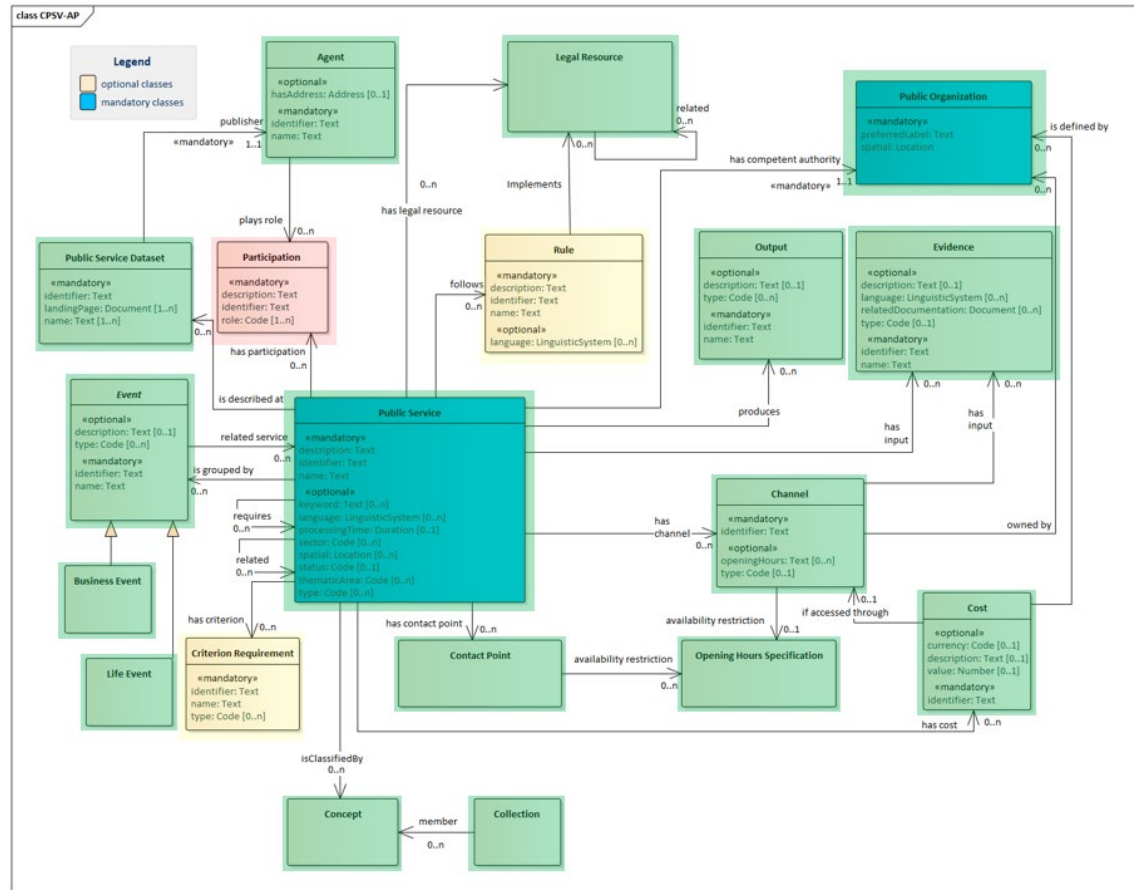 class CPSV-AP
Legend
optional classes
mandatory classes
Agent
«optional»
hasAddress: Address [0..1]
«mandatory»
identifier: Text
name: Text
Legal Resource
related
0..n
Public Organization
«mandatory»
preferredLabel: Text
spatial: Location
publisher
«mandatory»
1..1
is defined by
0..n
0..n
0..n
Implements
has competent authority
«mandatory»
1..1
0..n
has legal resource
plays role
0..n
Public Service Dataset
«mandatory»
identifier: Text
landingPage: Document [1..n]
name: Text [1..n]
0..n
Participation
«mandatory»
description: Text
identifier: Text
role: Code [1..n]
has participation
0..n
follows
0..n
Rule
«mandatory»
description: Text
identifier: Text
name: Text
«optional»
language: LinguisticSystem [0..n]
Output
«optional»
description: Text [0..1]
type: Code [0..n]
«mandatory»
identifier: Text
name: Text
0..n
Evidence
«optional»
description: Text [0..1]
language: LinguisticSystem [0..n]
relatedDocumentation: Document [0..n]
type: Code [0..1]
«mandatory»
identifier: Text
name: Text
0..n
0..n
is described at
produces
has
input
has
input
Event
«optional»
description: Text [0..1]
type: Code [0..n]
«mandatory»
identifier: Text
name: Text
related service
0..n
is grouped by
0..n
Public Service
«mandatory»
description: Text
identifier: Text
name: Text
«optional»
keyword: Text [0..n]
language: LinguisticSystem [0..n]
processingTime: Duration [0..1]
sector: Code [0..n]
spatial: Location [0..n]
status: Code [0..1]
thematicArea: Code [0..n]
type: Code [0..n]
requires
0..n
related
0..n
has
channel
0..n
Channel
«mandatory»
identifier: Text
«optional»
openingHours: Text [0..n]
type: Code [0..1]
owned by
Business Event
Life Event
has criterion
0..n
Criterion Requirement
«mandatory»
identifier: Text
name: Text
type: Code [0..n]
has contact point
0..n
Contact Point
availability restriction
0..n
availability restriction
0..1
Opening Hours Specification
0..1
if accessed through
Cost
«optional»
currency: Code [0..1]
description: Text [0..1]
value: Number [0..1]
«mandatory»
identifier: Text
has cost
0..n
isClassifiedBy
0..n
Concept
member
0..n
Collection